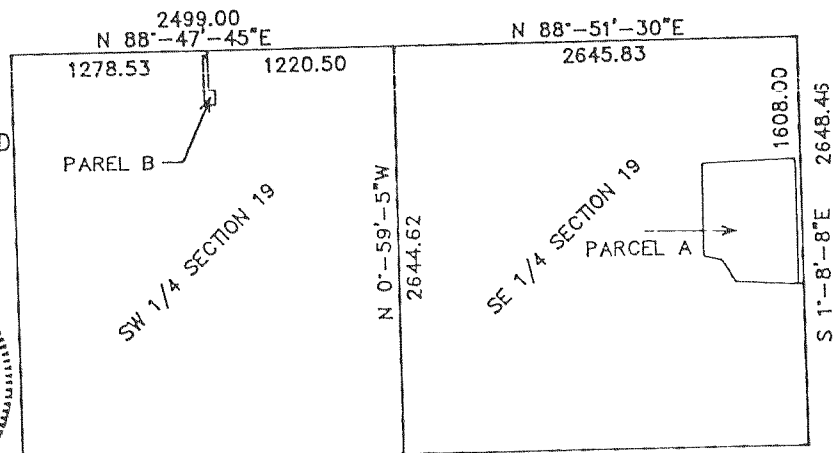 2499.00
N 88°-47'-45"E
1278.53
1220.50
N 88°-51'-30"E
2645.83
PAREL B
SW 1/4 SECTION 19
N 0°-59'-5"W
2644.62
SE 1/4 SECTION 19
PARCEL A
1608.00
2648.46
S 1°-8'-8"E